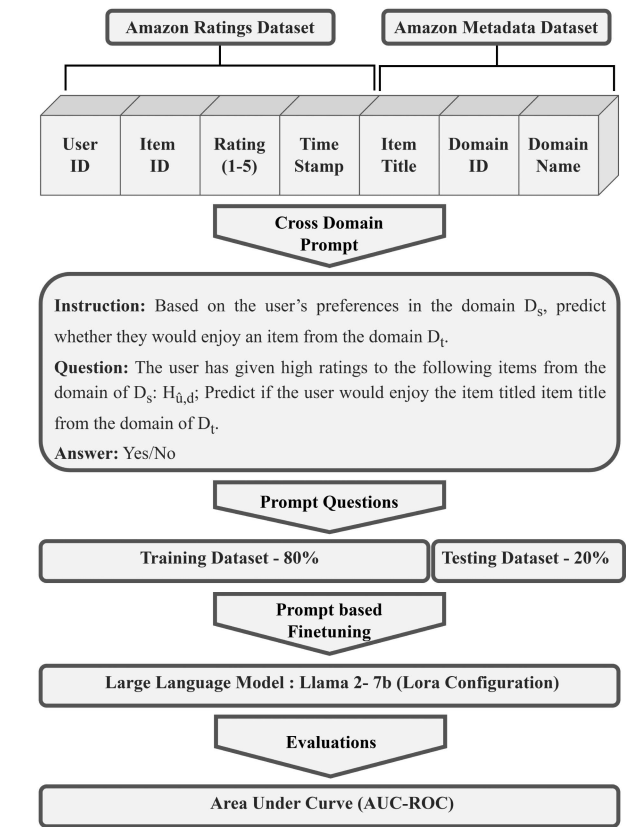 Amazon Ratings Dataset
Amazon Metadata Dataset
User ID
Item ID
Rating (1-5)
Time Stamp
Item Title
Domain ID
Domain Name
Cross Domain
Prompt
Instruction: Based on the user's preferences in the domain Dₛ, predict
whether they would enjoy an item from the domain Dₜ.
Question: The user has given high ratings to the following items from the
domain of Dₛ: Hû,d; Predict if the user would enjoy the item titled item title
from the domain of Dₜ.
Answer: Yes/No
Prompt Questions
Training Dataset - 80%
Testing Dataset - 20%
Prompt based
Finetuning
Large Language Model : Llama 2- 7b (Lora Configuration)
Evaluations
Area Under Curve (AUC-ROC)